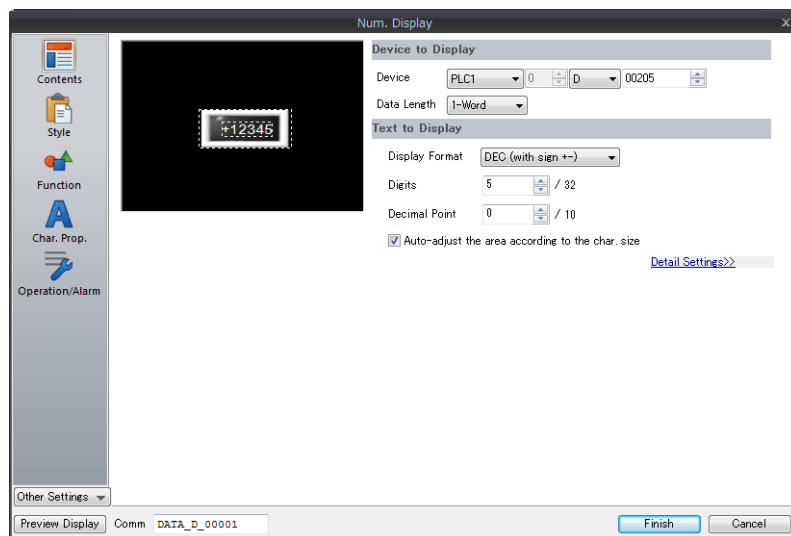 Num. Display
x
Contents
Style
Function
Char. Prop.
Operation/Alarm
Other Settings
+12345
Device to Display
Device PLC1 0 D 00205
Data Length 1-Word
Text to Display
Display Format DEC (with sign +-)
Digits 5 / 32
Decimal Point 0 / 10
Auto-adjust the area according to the char. size
Detail Settings>>
Preview Display Comm DATA_D_00001 Finish Cancel